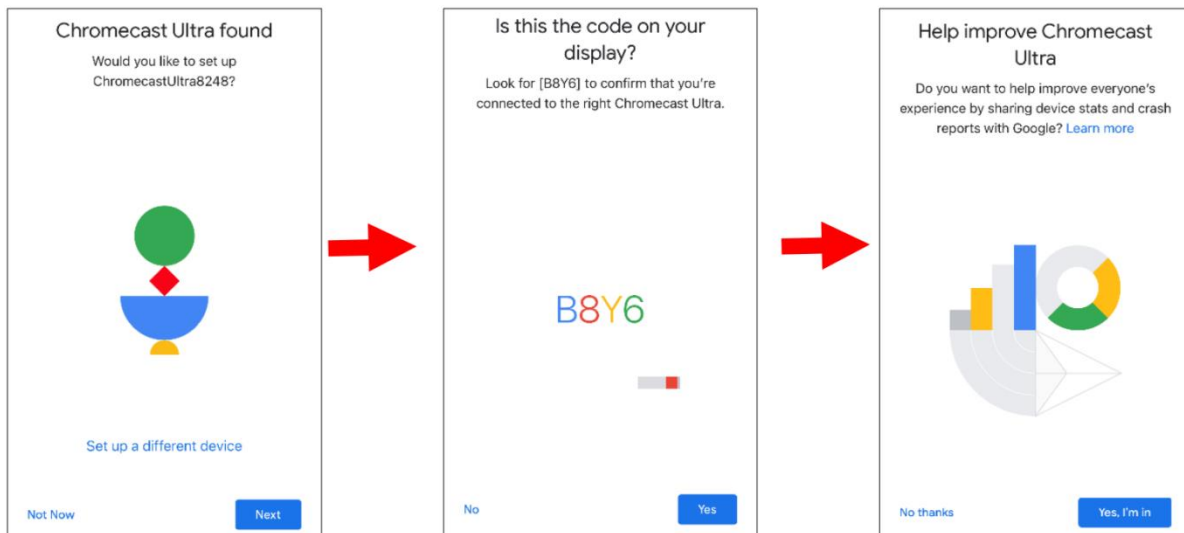 Chromecast Ultra found
Would you like to set up
ChromecastUltra8248?
Set up a different device
Not Now
Next
Is this the code on your
display?
Look for [B8Y6] to confirm that you're
connected to the right Chromecast Ultra.
B8Y6
No
Yes
Help improve Chromecast
Ultra
Do you want to help improve everyone's
experience by sharing device stats and crash
reports with Google? Learn more
No thanks
Yes, I'm in